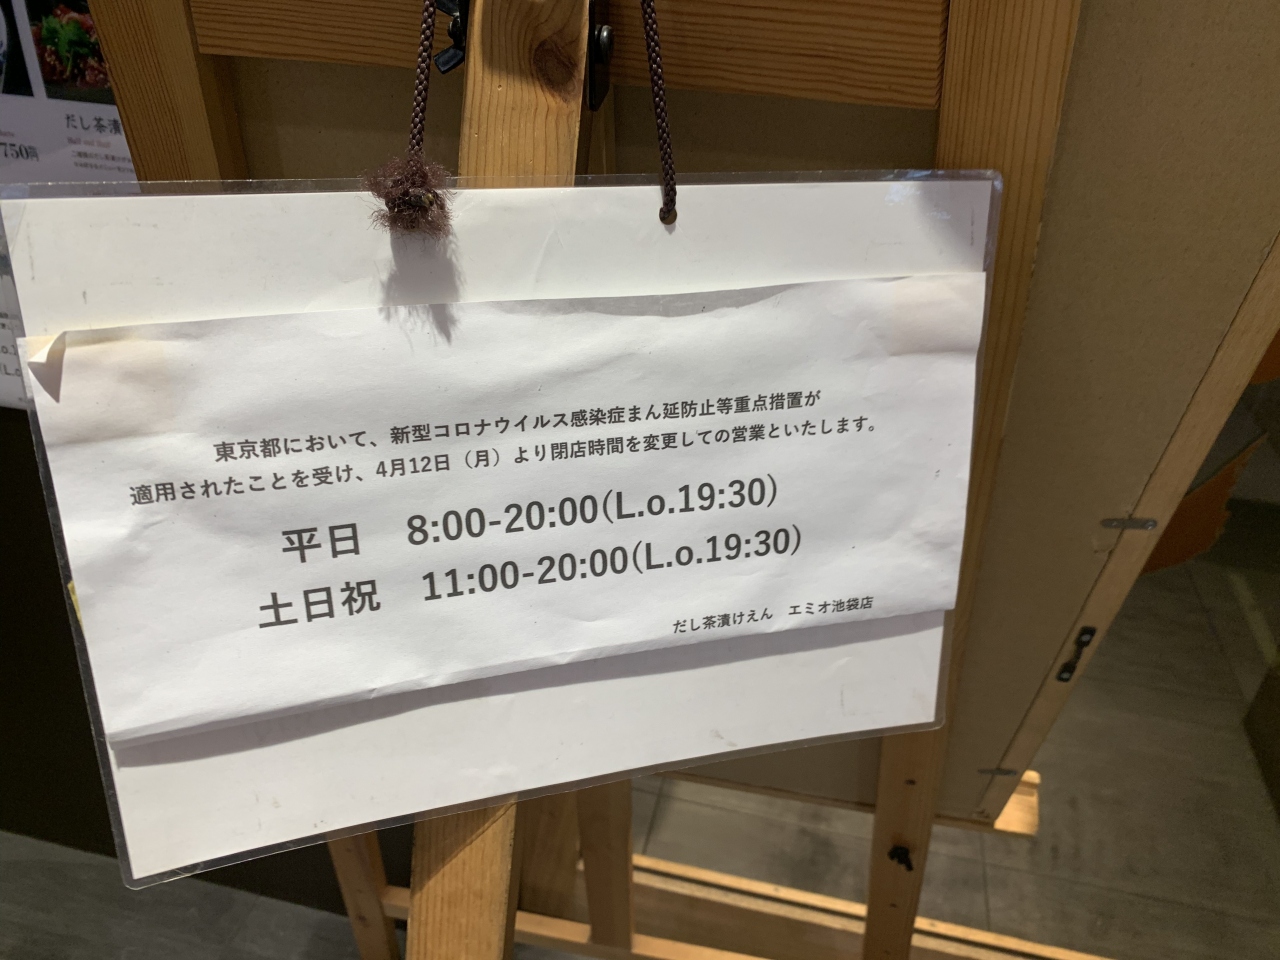 だし茶漬
750円
東京都において、新型コロナウイルス感染症まん延防止等重点措置が
適用されたことを受け、4月12日（月）より閉店時間を変更しての営業といたします。
平日　8:00-20:00(L.o.19:30)
土日祝　11:00-20:00(L.o.19:30)
だし茶漬けえん　エミオ池袋店